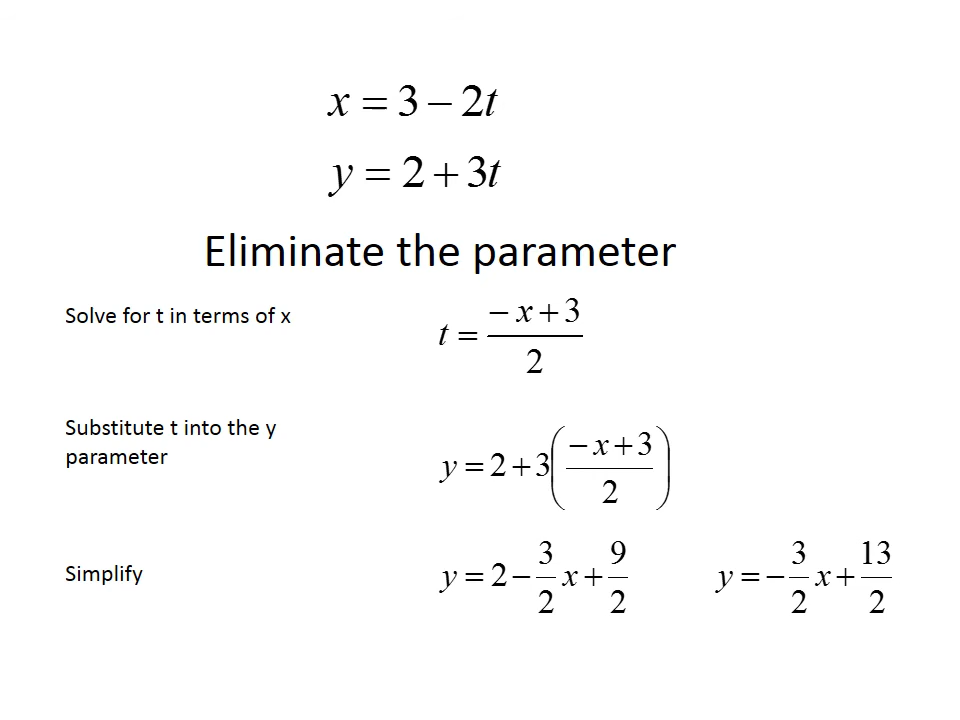 x = 3 − 2t
y = 2 + 3t
Eliminate the parameter
Solve for t in terms of x
t = (−x+3)/2
Substitute t into the y
parameter
y = 2+3((−x+3)/2)
Simplify
y = 2 − 3/2 x + 9/2
y = − 3/2 x + 13/2